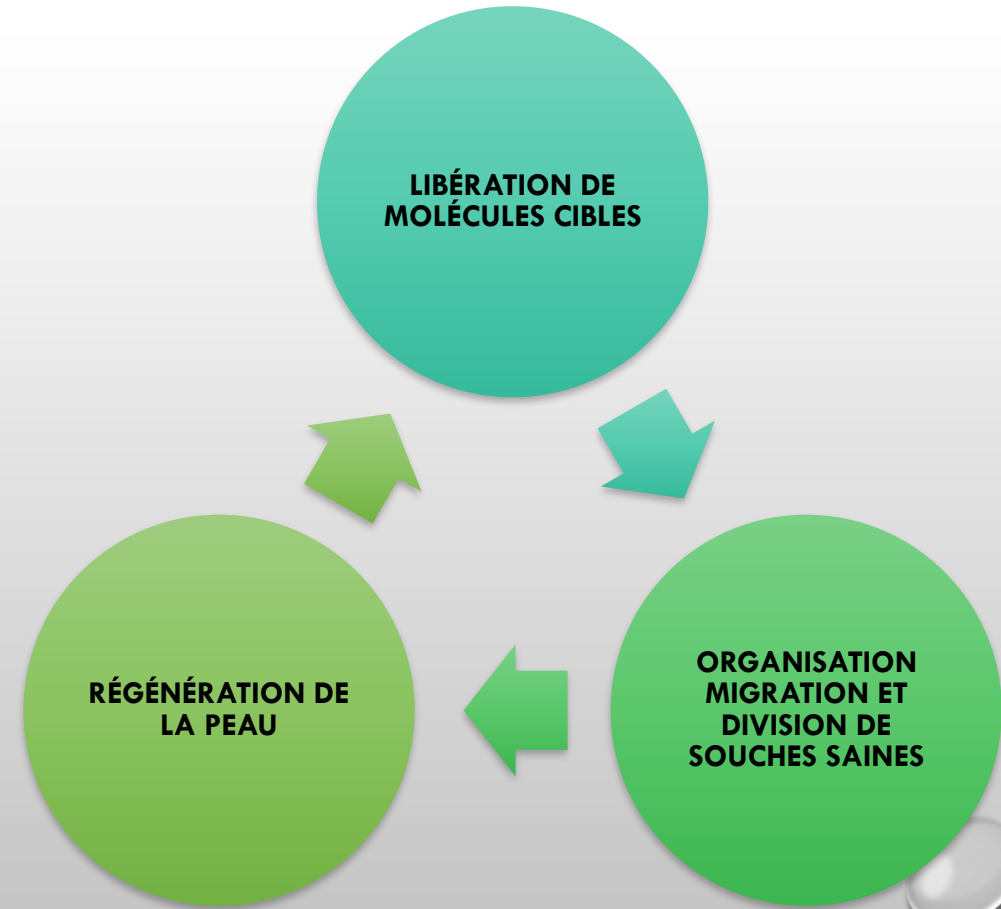 LIBÉRATION DE
MOLÉCULES CIBLES
ORGANISATION
MIGRATION ET
DIVISION DE
SOUCHES SAINES
RÉGÉNÉRATION DE
LA PEAU